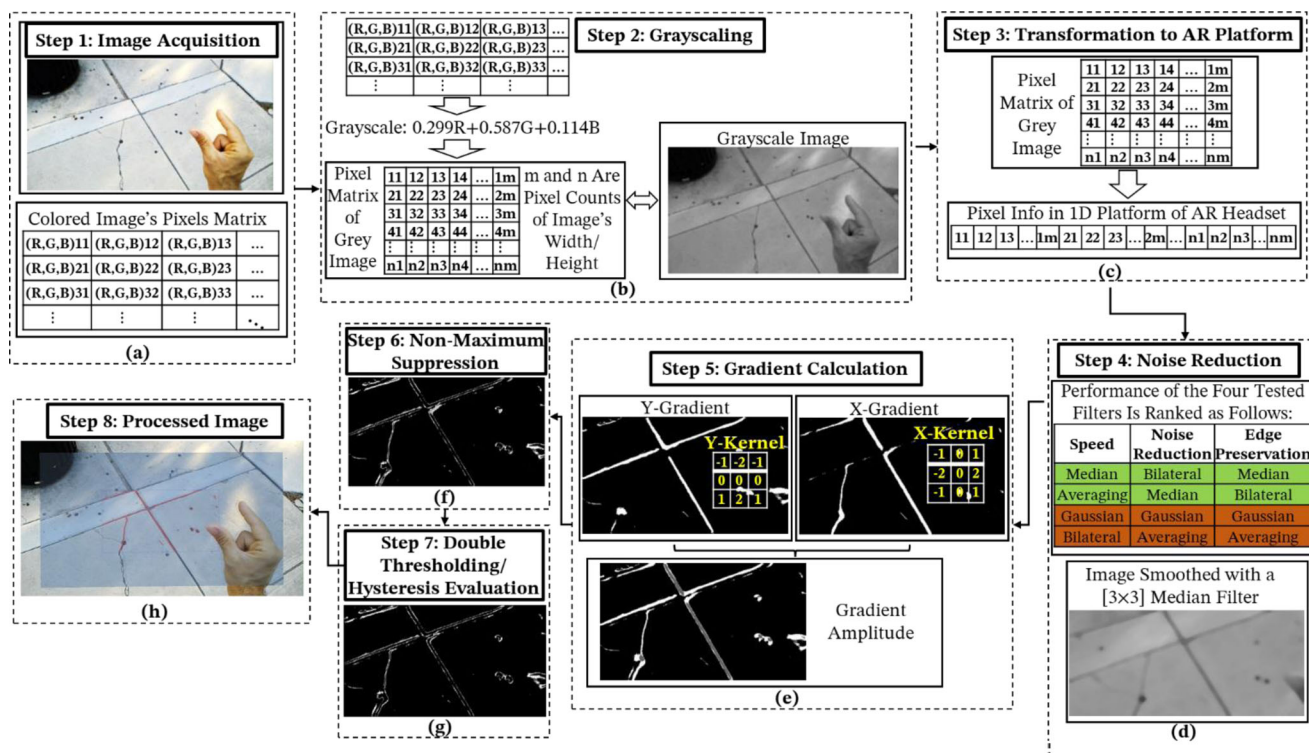 Step 1: Image Acquisition
Colored Image's Pixels Matrix
(R,G,B)11 (R,G,B)12 (R,G,B)13 ...
(R,G,B)21 (R,G,B)22 (R,G,B)23 ...
(R,G,B)31 (R,G,B)32 (R,G,B)33 ...
⋮ ⋮ ⋮ ⋱
(a)
(R,G,B)11 (R,G,B)12 (R,G,B)13 ...
(R,G,B)21 (R,G,B)22 (R,G,B)23 ...
(R,G,B)31 (R,G,B)32 (R,G,B)33 ...
⋮ ⋮ ⋮ ...
Step 2: Grayscaling
Grayscale: 0.299R+0.587G+0.114B
Pixel
Matrix
of
Grey
Image
11 12 13 14 ... 1m
21 22 23 24 ... 2m
31 32 33 34 ... 3m
41 42 43 44 ... 4m
⋮ ⋮ ⋮ ⋮ ... ⋮
n1 n2 n3 n4 ... nm
m and n Are
Pixel Counts
of Image's
Width/
Height
Grayscale Image
(b)
Step 3: Transformation to AR Platform
Pixel
Matrix of
Grey
Image
11 12 13 14 ... 1m
21 22 23 24 ... 2m
31 32 33 34 ... 3m
41 42 43 44 ... 4m
⋮ ⋮ ⋮ ⋮ ... ⋮
n1 n2 n3 n4 ... nm
Pixel Info in 1D Platform of AR Headset
11 12 13 ... 1m 21 22 23 ... 2m ... n1 n2 n3 ... nm
(c)
Step 4: Noise Reduction
Performance of the Four Tested
Filters Is Ranked as Follows:
Speed Noise Reduction Edge Preservation
Median Bilateral Median
Averaging Median Bilateral
Gaussian Gaussian Gaussian
Bilateral Averaging Averaging
Image Smoothed with a
[3×3] Median Filter
(d)
Step 5: Gradient Calculation
Y-Gradient
Y-Kernel
-1 -2 -1
0 0 0
1 2 1
X-Gradient
X-Kernel
-1 0 1
-2 0 2
-1 0 1
Gradient
Amplitude
(e)
Step 6: Non-Maximum
Suppression
(f)
Step 7: Double
Thresholding/
Hysteresis Evaluation
(g)
Step 8: Processed Image
(h)